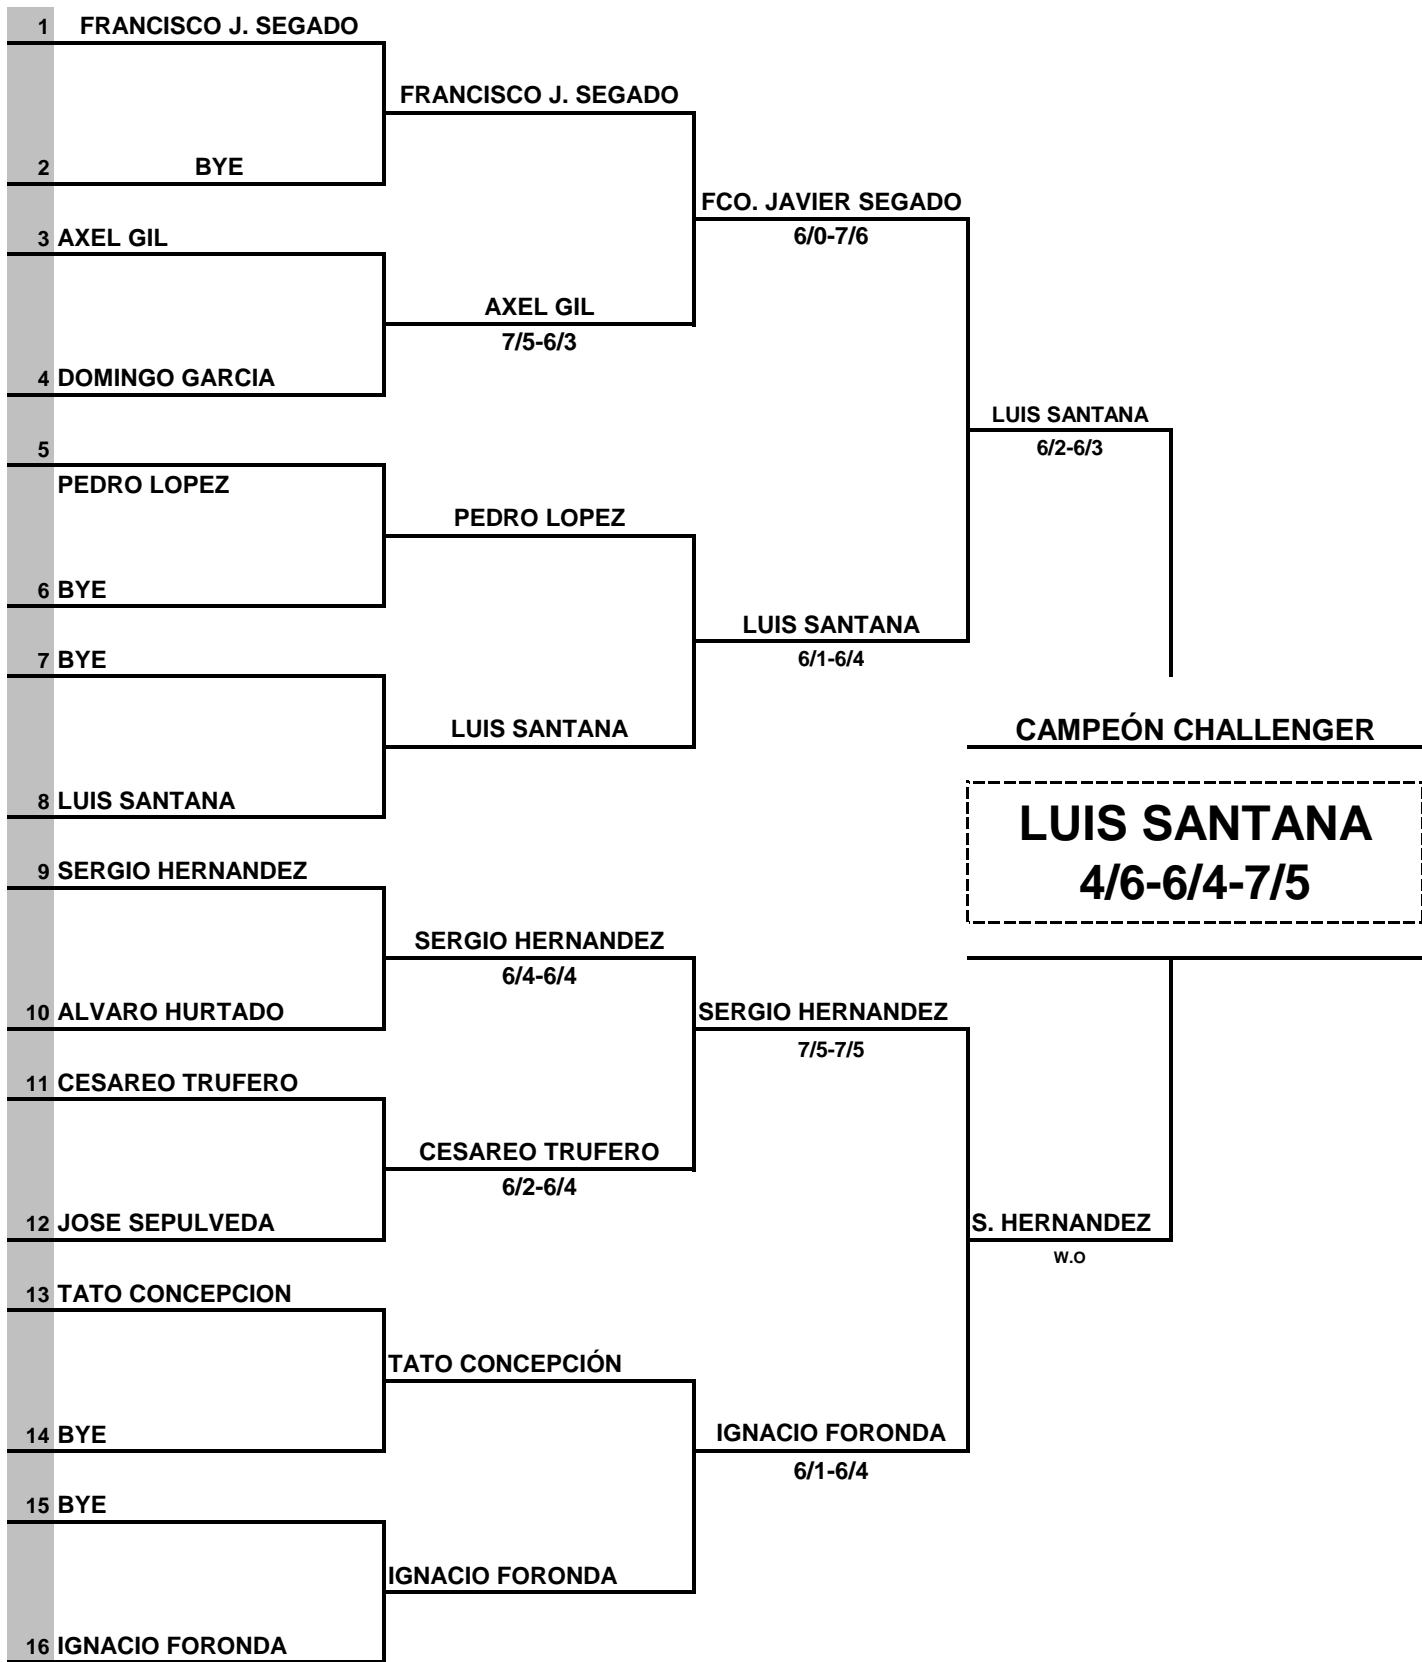 1 FRANCISCO J. SEGADO
FRANCISCO J. SEGADO
2 BYE
FCO. JAVIER SEGADO
3 AXEL GIL
6/0-7/6
AXEL GIL
7/5-6/3
4 DOMINGO GARCIA
LUIS SANTANA
5
6/2-6/3
PEDRO LOPEZ
PEDRO LOPEZ
6 BYE
LUIS SANTANA
7 BYE
6/1-6/4
LUIS SANTANA
CAMPEÓN CHALLENGER
8 LUIS SANTANA
LUIS SANTANA
4/6-6/4-7/5
9 SERGIO HERNANDEZ
SERGIO HERNANDEZ
6/4-6/4
10 ALVARO HURTADO
SERGIO HERNANDEZ
7/5-7/5
11 CESAREO TRUFERO
CESAREO TRUFERO
6/2-6/4
12 JOSE SEPULVEDA
S. HERNANDEZ
W.O
13 TATO CONCEPCION
TATO CONCEPCIÓN
14 BYE
IGNACIO FORONDA
6/1-6/4
15 BYE
IGNACIO FORONDA
16 IGNACIO FORONDA